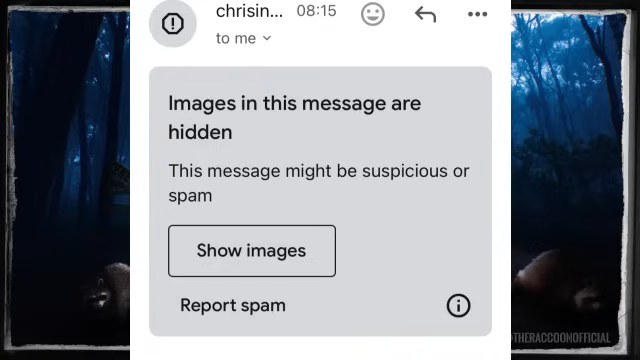 chrisin... 08:15
to me
Images in this message are
hidden
This message might be suspicious or
spam
Show images
Report spam
OTHERACCOONOFFICIAL